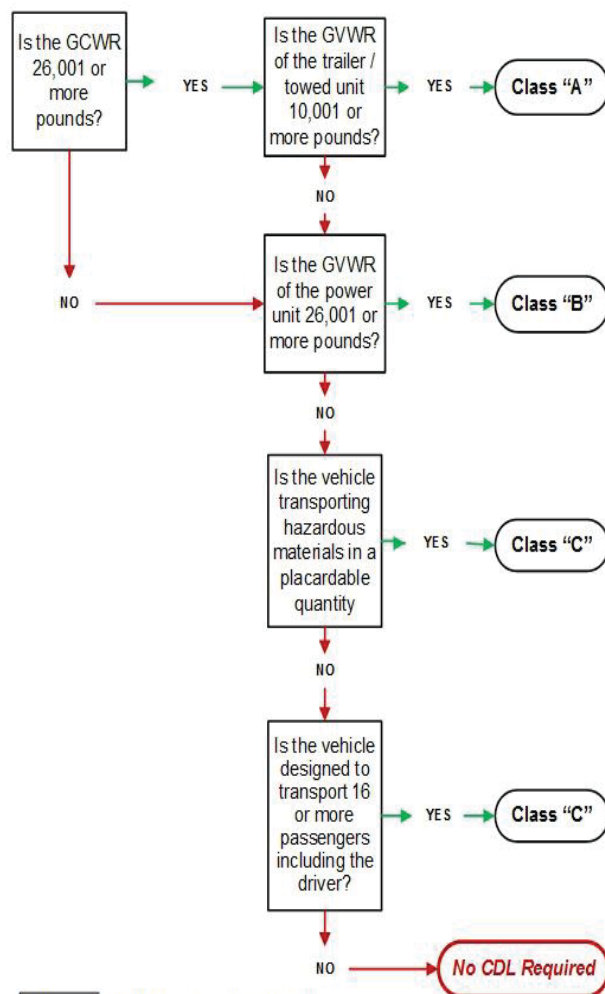 Is the GCWR
26,001 or
more
pounds?
YES
Is the GVWR
of the trailer /
towed unit
10,001 or
more pounds?
YES
Class “A”
NO
NO
Is the GVWR
of the power
unit 26,001 or
more pounds?
YES
Class “B”
NO
Is the vehicle
transporting
hazardous
materials in a
placardable
quantity
YES
Class “C”
NO
Is the vehicle
designed to
transport 16
or more
passengers
including the
driver?
YES
Class “C”
NO
No CDL Required